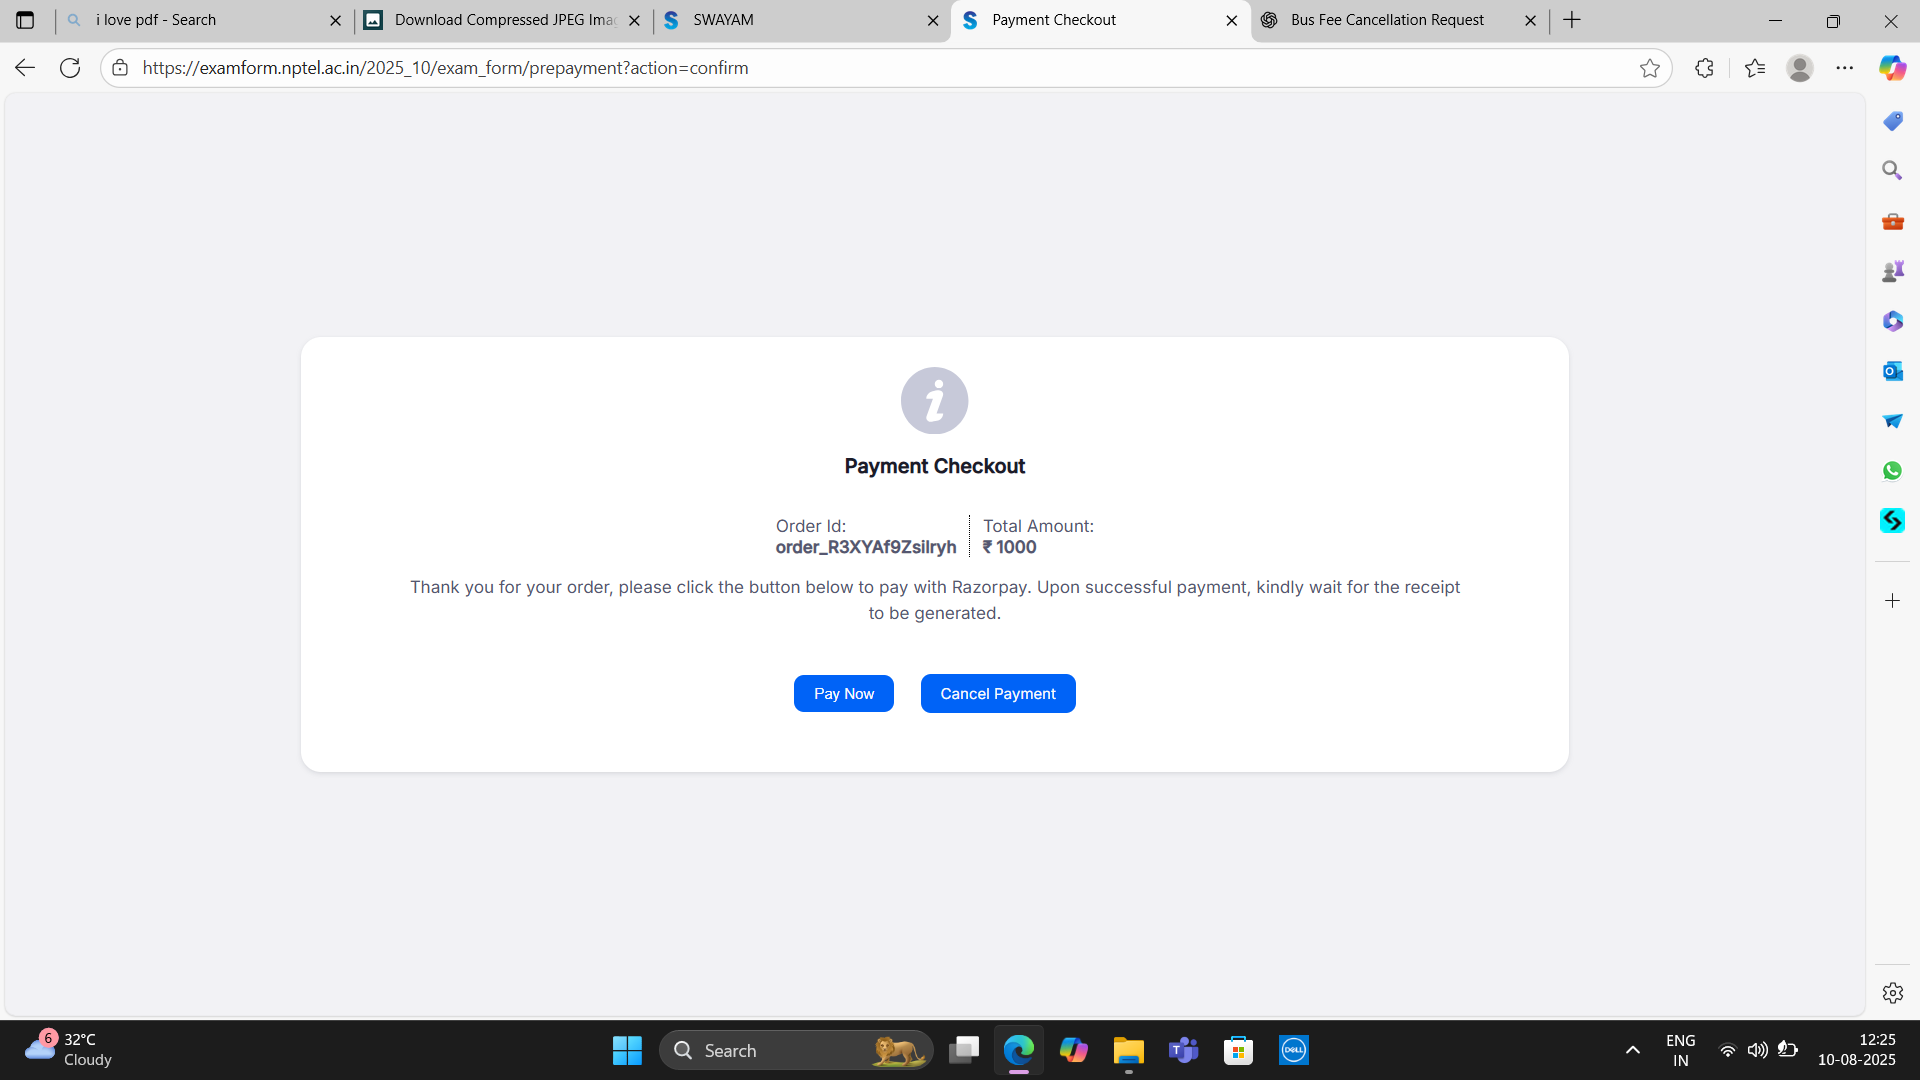 i love pdf - Search
Download Compressed JPEG Imag
SWAYAM
Payment Checkout
Bus Fee Cancellation Request
https://examform.nptel.ac.in/2025_10/exam_form/prepayment?action=confirm
Payment Checkout
Order Id:
order_R3XYAf9Zsilryh
Total Amount:
₹ 1000
Thank you for your order, please click the button below to pay with Razorpay. Upon successful payment, kindly wait for the receipt
to be generated.
Pay Now
Cancel Payment
6
32°C
Cloudy
Search
DELL
ENG
IN
12:25
10-08-2025